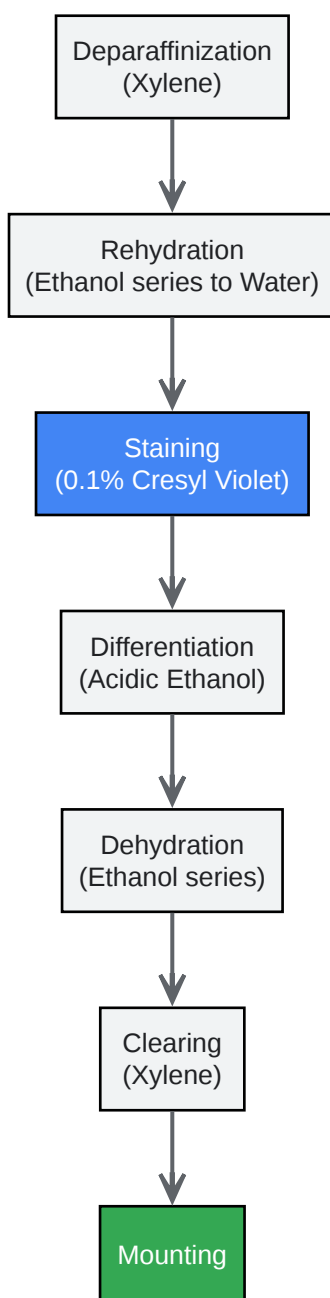 Deparaffinization
(Xylene)
Rehydration
(Ethanol series to Water)
Staining
(0.1% Cresyl Violet)
Differentiation
(Acidic Ethanol)
Dehydration
(Ethanol series)
Clearing
(Xylene)
Mounting